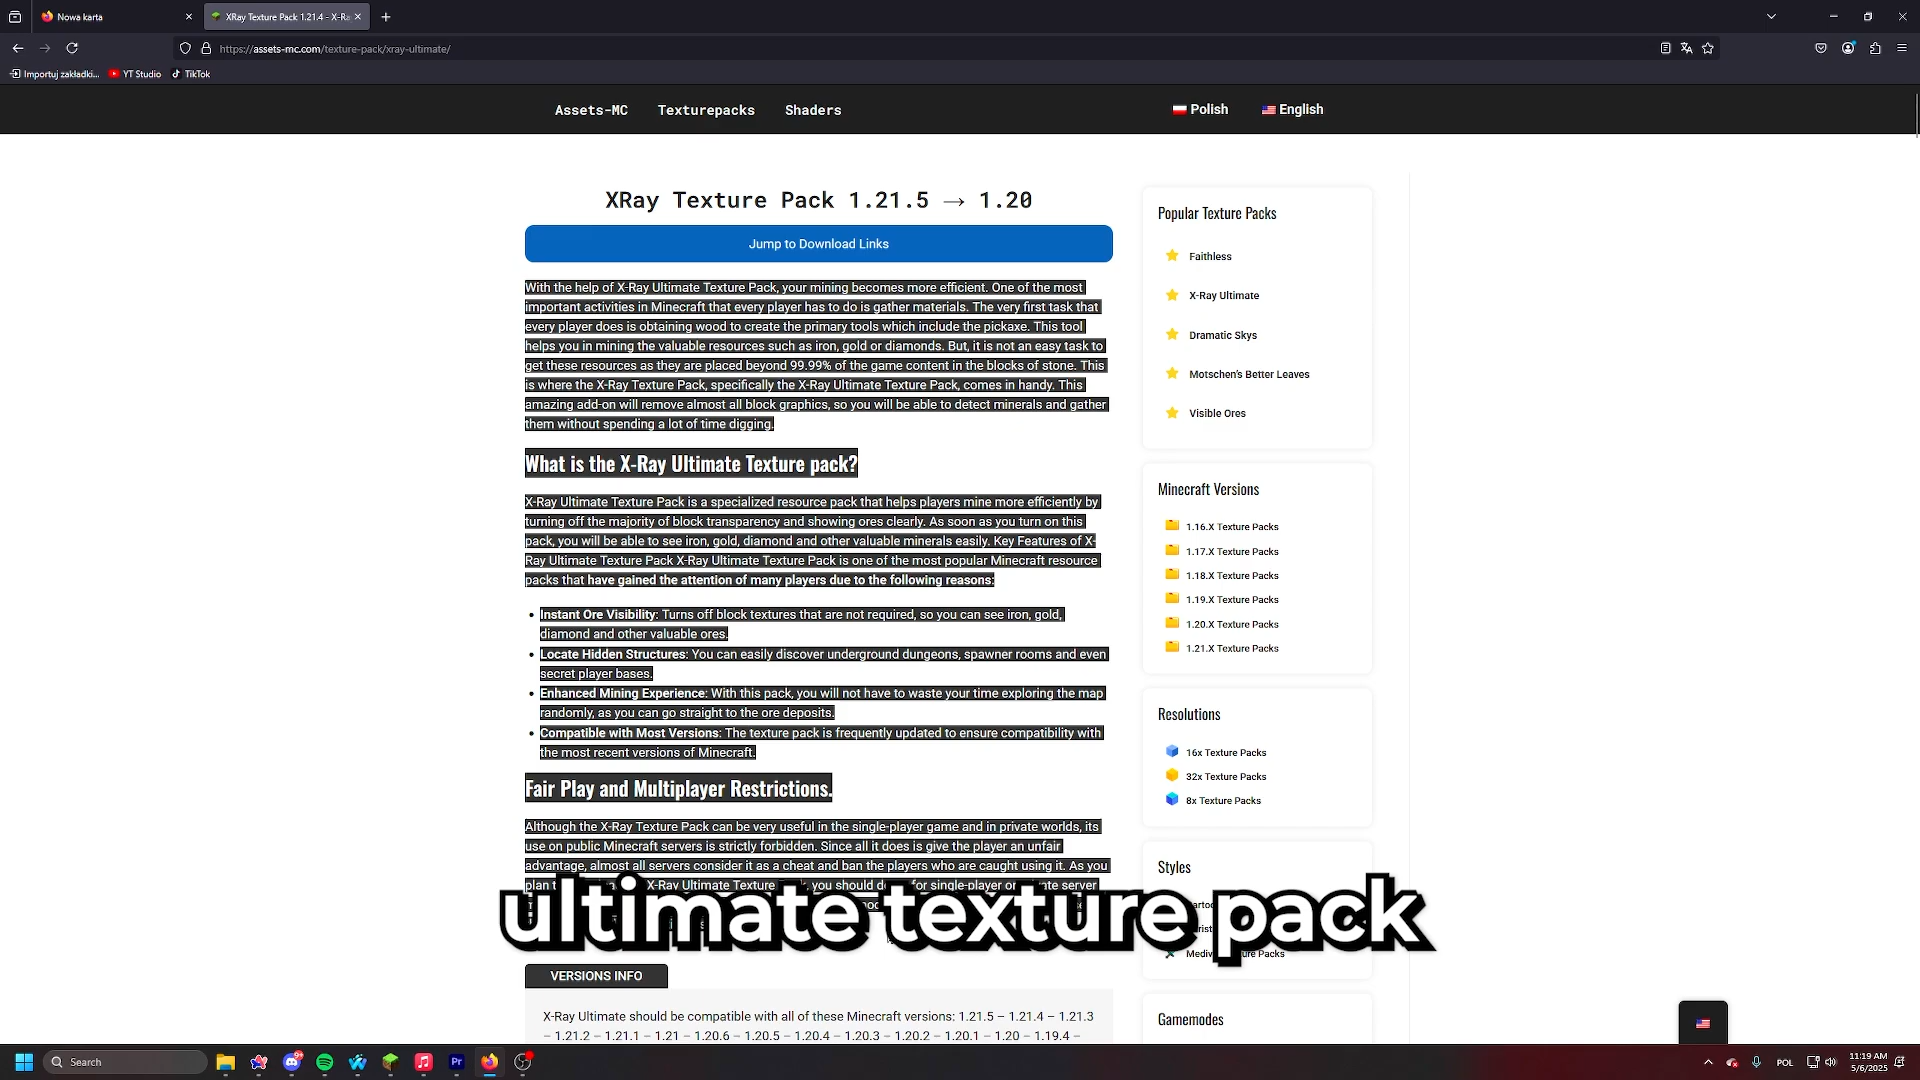 Nowa karta
XRay Texture Pack 1.21.4 - X-Ra
https://assets-mc.com/texture-pack/xray-ultimate/
Importuj zakładki...
YT Studio
TikTok
Assets-MC
Texturepacks
Shaders
Polish
English
XRay Texture Pack 1.21.5 → 1.20
Jump to Download Links
With the help of X-Ray Ultimate Texture Pack, your mining becomes more efficient. One of the most
important activities in Minecraft that every player has to do is gather materials. The very first task that
every player does is obtaining wood to create the primary tools which include the pickaxe. This tool
helps you in mining the valuable resources such as iron, gold or diamonds. But, it is not an easy task to
get these resources as they are placed beyond 99.99% of the game content in the blocks of stone. This
is where the X-Ray Texture Pack, specifically the X-Ray Ultimate Texture Pack, comes in handy. This
amazing add-on will remove almost all block graphics, so you will be able to detect minerals and gather
them without spending a lot of time digging.
What is the X-Ray Ultimate Texture pack?
X-Ray Ultimate Texture Pack is a specialized resource pack that helps players mine more efficiently by
turning off the majority of block transparency and showing ores clearly. As soon as you turn on this
pack, you will be able to see iron, gold, diamond and other valuable minerals easily. Key Features of X-
Ray Ultimate Texture Pack X-Ray Ultimate Texture Pack is one of the most popular Minecraft resource
packs that have gained the attention of many players due to the following reasons:
• Instant Ore Visibility: Turns off block textures that are not required, so you can see iron, gold,
diamond and other valuable ores.
• Locate Hidden Structures: You can easily discover underground dungeons, spawner rooms and even
secret player bases.
• Enhanced Mining Experience: With this pack, you will not have to waste your time exploring the map
randomly, as you can go straight to the ore deposits.
• Compatible with Most Versions: The texture pack is frequently updated to ensure compatibility with
the most recent versions of Minecraft.
Fair Play and Multiplayer Restrictions.
Although the X-Ray Texture Pack can be very useful in the single-player game and in private worlds, its
use on public Minecraft servers is strictly forbidden. Since all it does is give the player an unfair
advantage, almost all servers consider it as a cheat and ban the players who are caught using it. As you
plan X-Ray Ultimate Texture you should for single-player or server
ultimate texture pack
VERSIONS INFO
X-Ray Ultimate should be compatible with all of these Minecraft versions: 1.21.5 – 1.21.4 – 1.21.3
– 1.21.2 – 1.21.1 – 1.21 – 1.20.6 – 1.20.5 – 1.20.4 – 1.20.3 – 1.20.2 – 1.20.1 – 1.20 – 1.19.4 –
Popular Texture Packs
Faithless
X-Ray Ultimate
Dramatic Skys
Motschen's Better Leaves
Visible Ores
Minecraft Versions
1.16.X Texture Packs
1.17.X Texture Packs
1.18.X Texture Packs
1.19.X Texture Packs
1.20.X Texture Packs
1.21.X Texture Packs
Resolutions
16x Texture Packs
32x Texture Packs
8x Texture Packs
Styles
Packs
Gamemodes
Search
9+
Pr
POL
11:19 AM
5/6/2025